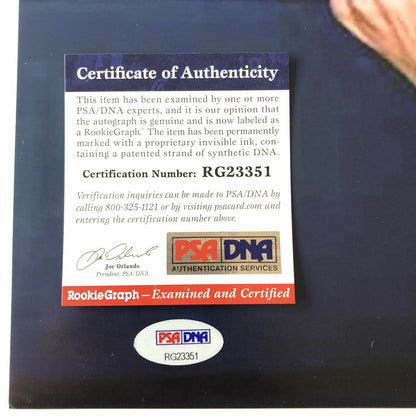 Certificate of Authenticity
This item has been examined by one or more
PSA/DNA experts, and it is our opinion that
the autograph is genuine and is now labeled as
a RookieGraph.™ The item has been permanently
marked with a proprietary invisible ink, con-
taining a patented strand of synthetic DNA.
Certification Number: RG23351
Verification inquiries can be made to PSA/DNA by
calling 800-325-1121 or by visiting psacard.com and
entering the certification number above.
Joe Orlando
President, PSA/DNA
PSA DNA
AUTHENTICATION SERVICES
RookieGraph – Examined and Certified
PSA DNA
RG23351